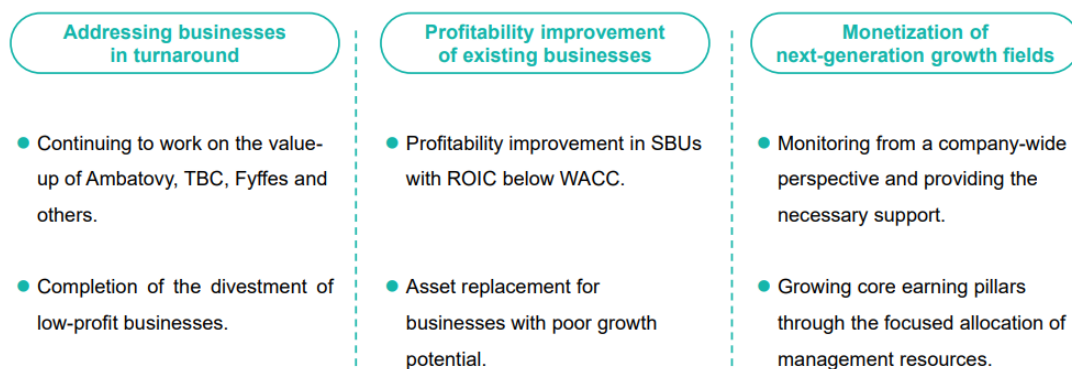 Addressing businesses
in turnaround
Continuing to work on the value-
up of Ambatovy, TBC, Fyffes and
others.
Completion of the divestment of
low-profit businesses.
Profitability improvement
of existing businesses
Profitability improvement in SBUs
with ROIC below WACC.
Asset replacement for
businesses with poor growth
potential.
Monetization of
next-generation growth fields
Monitoring from a company-wide
perspective and providing the
necessary support.
Growing core earning pillars
through the focused allocation of
management resources.